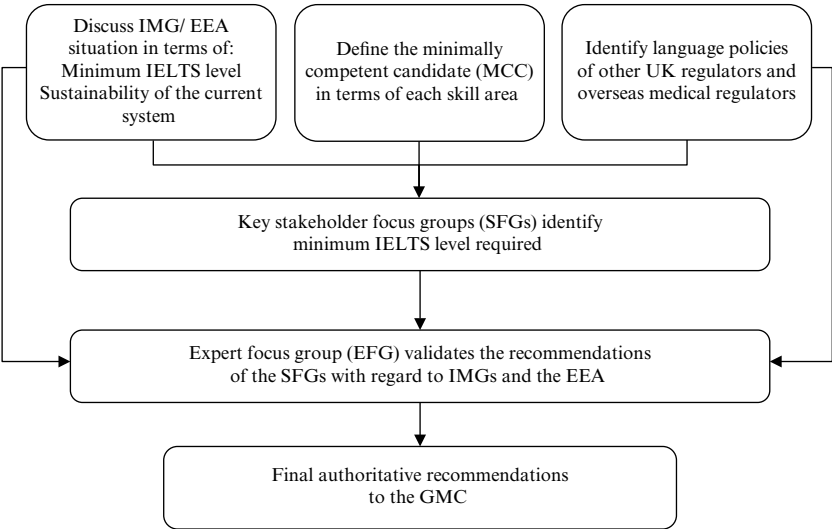 Discuss IMG/ EEA
situation in terms of:
Minimum IELTS level
Sustainability of the current
system
Define the minimally
competent candidate (MCC)
in terms of each skill area
Identify language policies
of other UK regulators and
overseas medical regulators
Key stakeholder focus groups (SFGs) identify
minimum IELTS level required
Expert focus group (EFG) validates the recommendations
of the SFGs with regard to IMGs and the EEA
Final authoritative recommendations
to the GMC